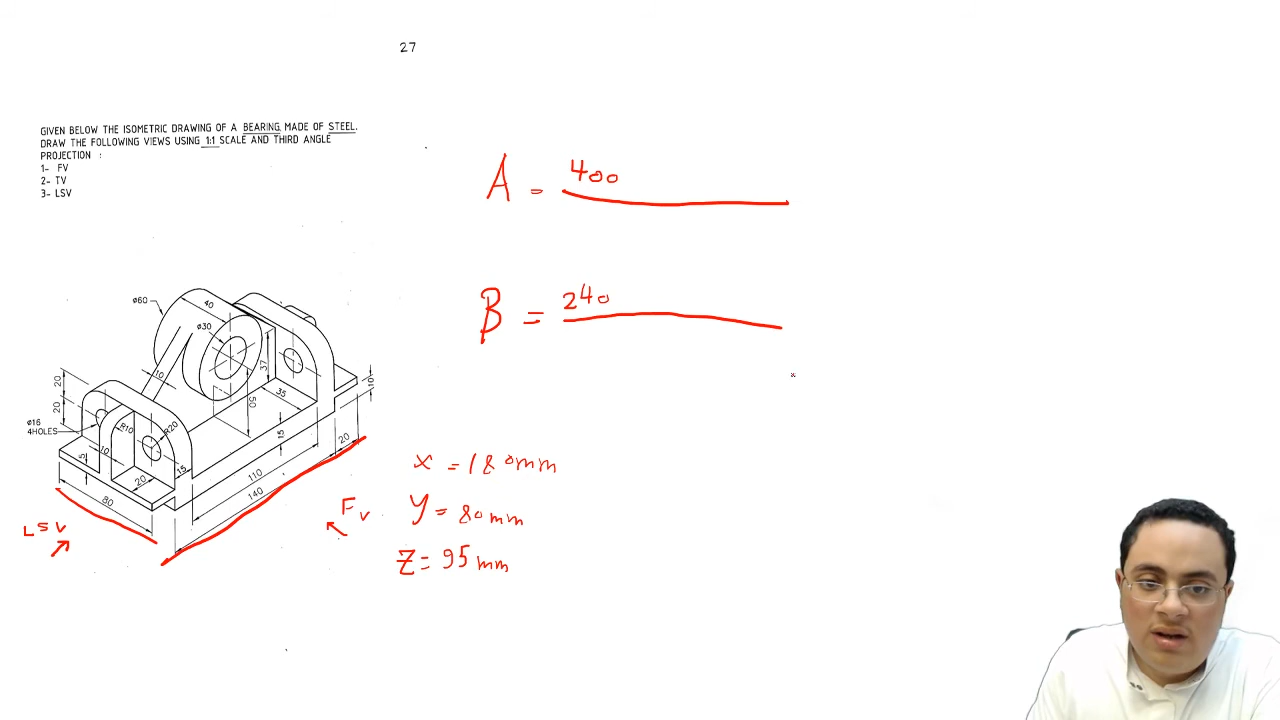 27
GIVEN BELOW THE ISOMETRIC DRAWING OF A BEARING MADE OF STEEL.
DRAW THE FOLLOWING VIEWS USING 1:1 SCALE AND THIRD ANGLE
PROJECTION :
1- FV
2- TV
3- LSV
A = 400
B = 240
ø60
40
ø30
10
37
35
50
10
20
20
ø16
4HOLES
R10
R20
10
15
5
20
15
20
110
140
80
LSV
FV
x = 180mm
y = 80mm
Z = 95mm